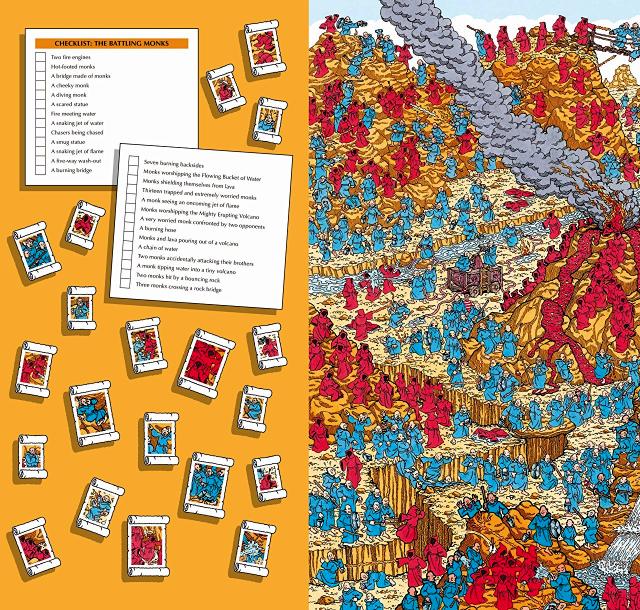 CHECKLIST: THE BATTLING MONKS
Two fire engines
Hot-footed monks
A bridge made of monks
A cheeky monk
A diving monk
A scared statue
Fire meeting water
A snaking jet of water
Chasers being chased
A smug statue
A snaking jet of flame
A five-way wash-out
A burning bridge
Seven burning backsides
Monks worshipping the Flowing Bucket of Water
Monks shielding themselves from lava
Thirteen trapped and extremely worried monks
A monk seeing an oncoming jet of flame
Monks worshipping the Mighty Erupting Volcano
A very worried monk confronted by two opponents
A burning hose
Monks and lava pouring out of a volcano
A chain of water
Two monks accidentally attacking their brothers
A monk tipping water into a tiny volcano
Two monks hit by a bouncing rock
Three monks crossing a rock bridge